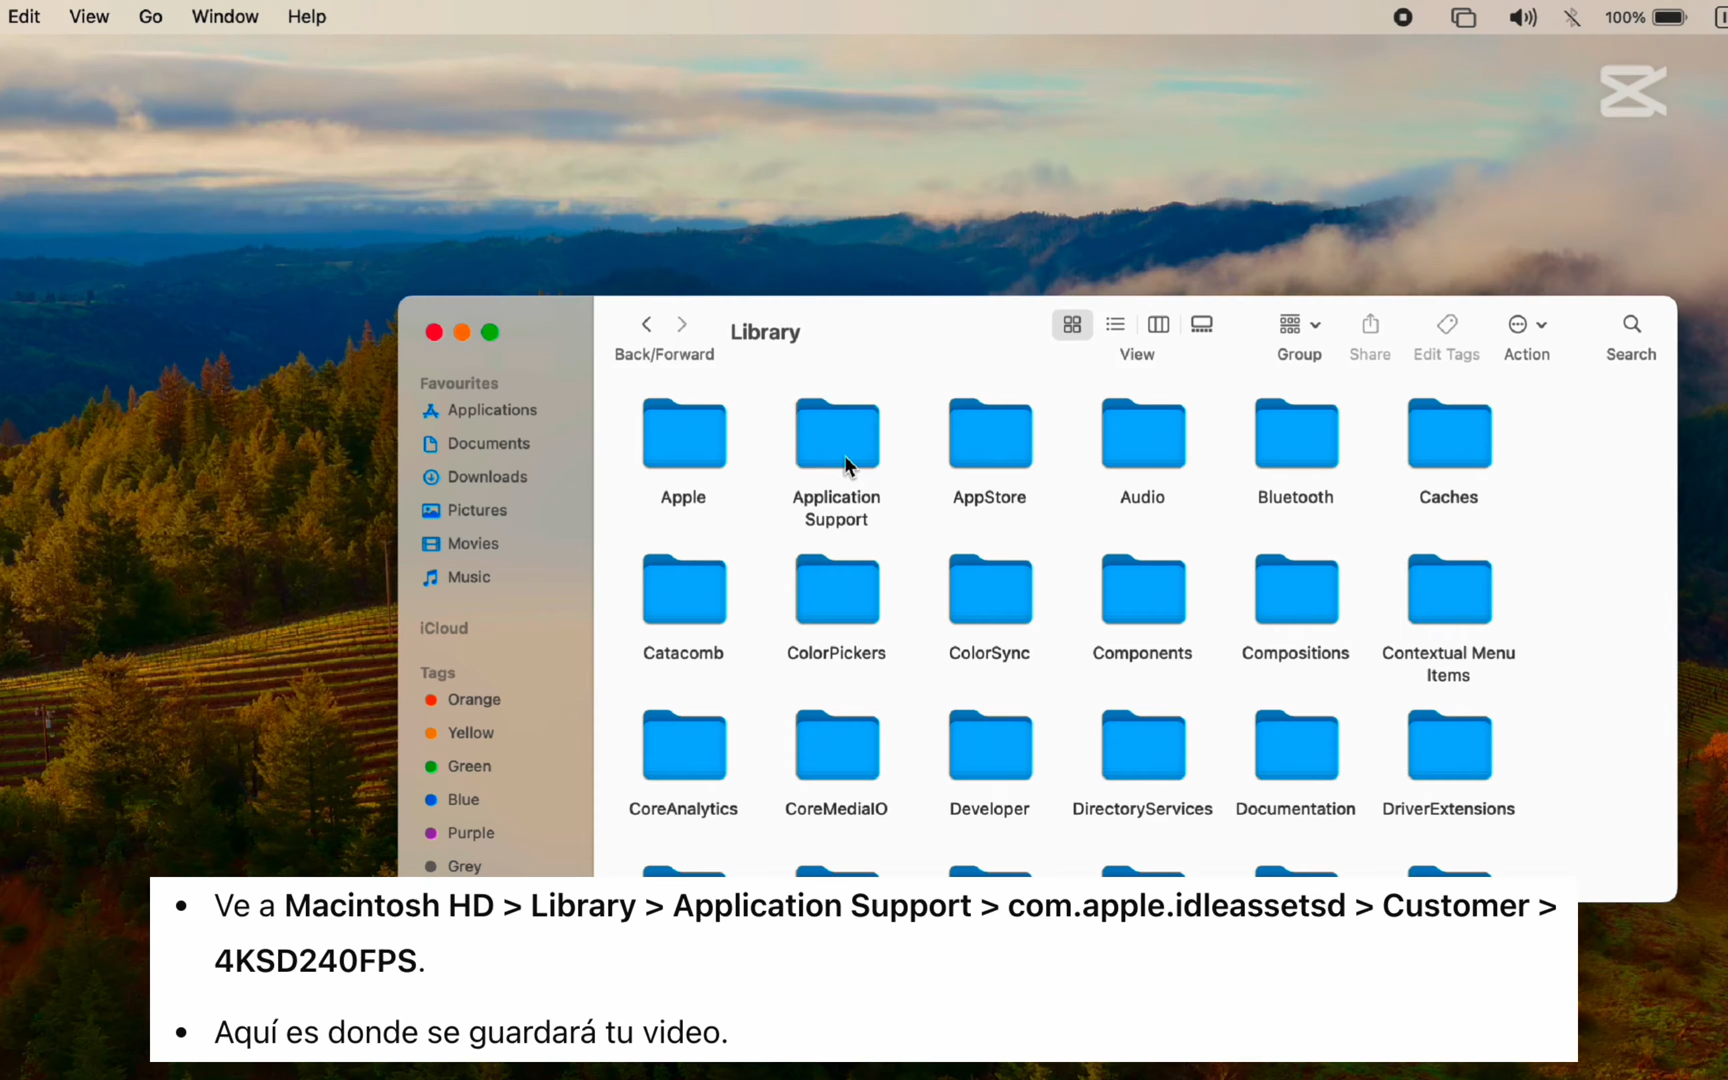 Edit View Go Window Help 100%
Library
Back/Forward View Group Share Edit Tags Action Search
Favourites
Applications
Documents
Downloads
Pictures
Movies
Music
iCloud
Tags
Orange
Yellow
Green
Blue
Purple
Grey
Apple Application Support AppStore Audio Bluetooth Caches
Catacomb ColorPickers ColorSync Components Compositions Contextual Menu Items
CoreAnalytics CoreMediaIO Developer DirectoryServices Documentation DriverExtensions
• Ve a Macintosh HD > Library > Application Support > com.apple.idleassetsd > Customer >
4KSD240FPS.
• Aquí es donde se guardará tu video.